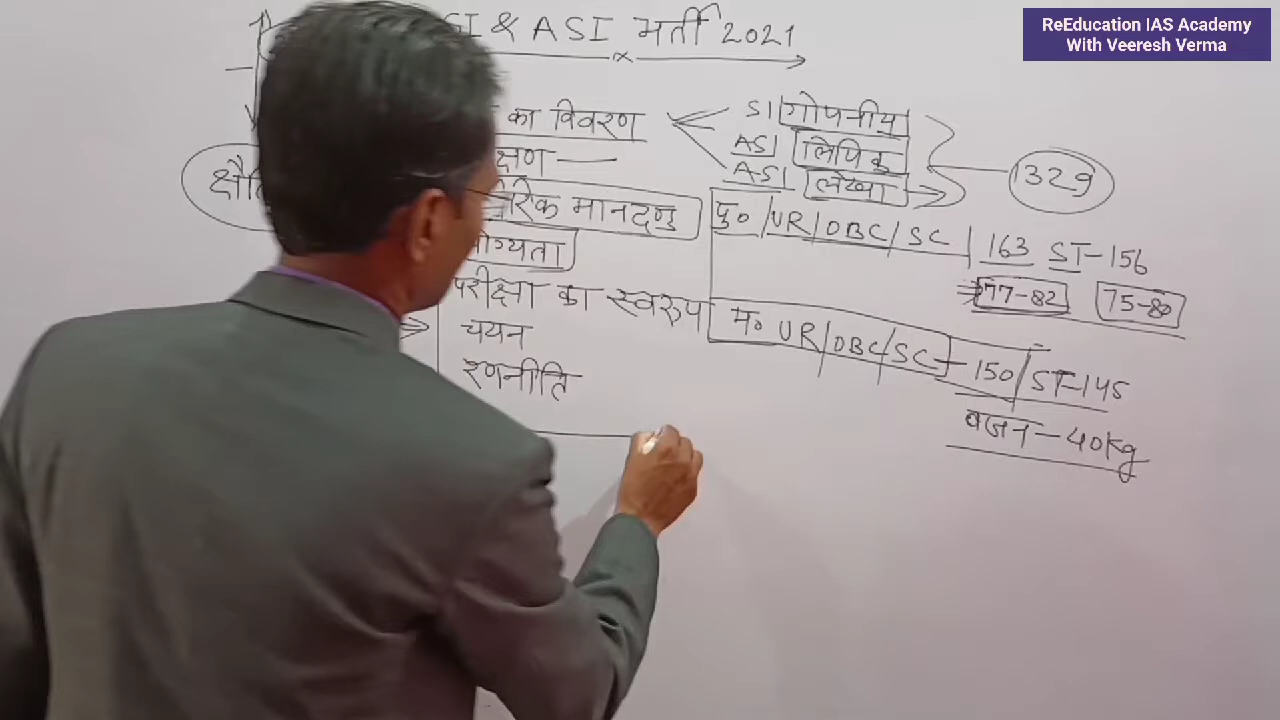 ReEducation IAS Academy
With Veeresh Verma
SI & ASI भर्ती 2021
का विवरण
SI गोपनीय
ASI लिपिक
ASI लेखा
1329
मानदण्ड
पु० / UR / OBC / SC | 163 ST-156
77-82 75-80
परीक्षा का स्वरुप
म० UR / OBC / SC - 150 / ST-145
चयन
रणनीति
वजन - 40Kg